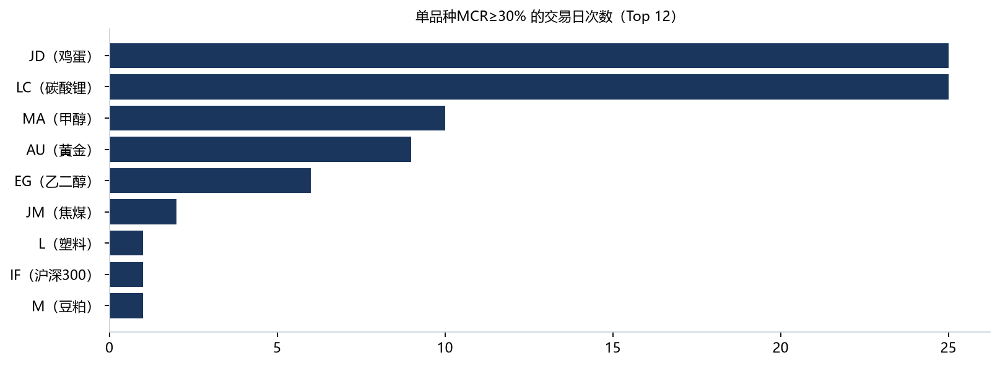 单品种MCR≥30% 的交易日次数（Top 12）
JD（鸡蛋）
LC（碳酸锂）
MA（甲醇）
AU（黄金）
EG（乙二醇）
JM（焦煤）
L（塑料）
IF（沪深300）
M（豆粕）
0 5 10 15 20 25